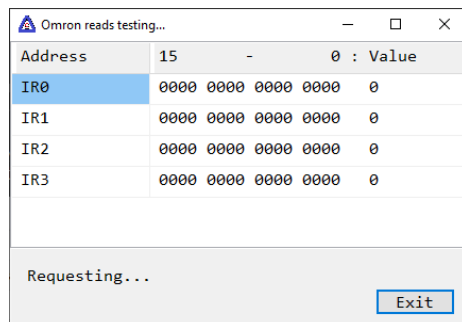 Omron reads testing...
Address 15 - 0 : Value
IR0 0000 0000 0000 0000 0
IR1 0000 0000 0000 0000 0
IR2 0000 0000 0000 0000 0
IR3 0000 0000 0000 0000 0
Requesting...
Exit